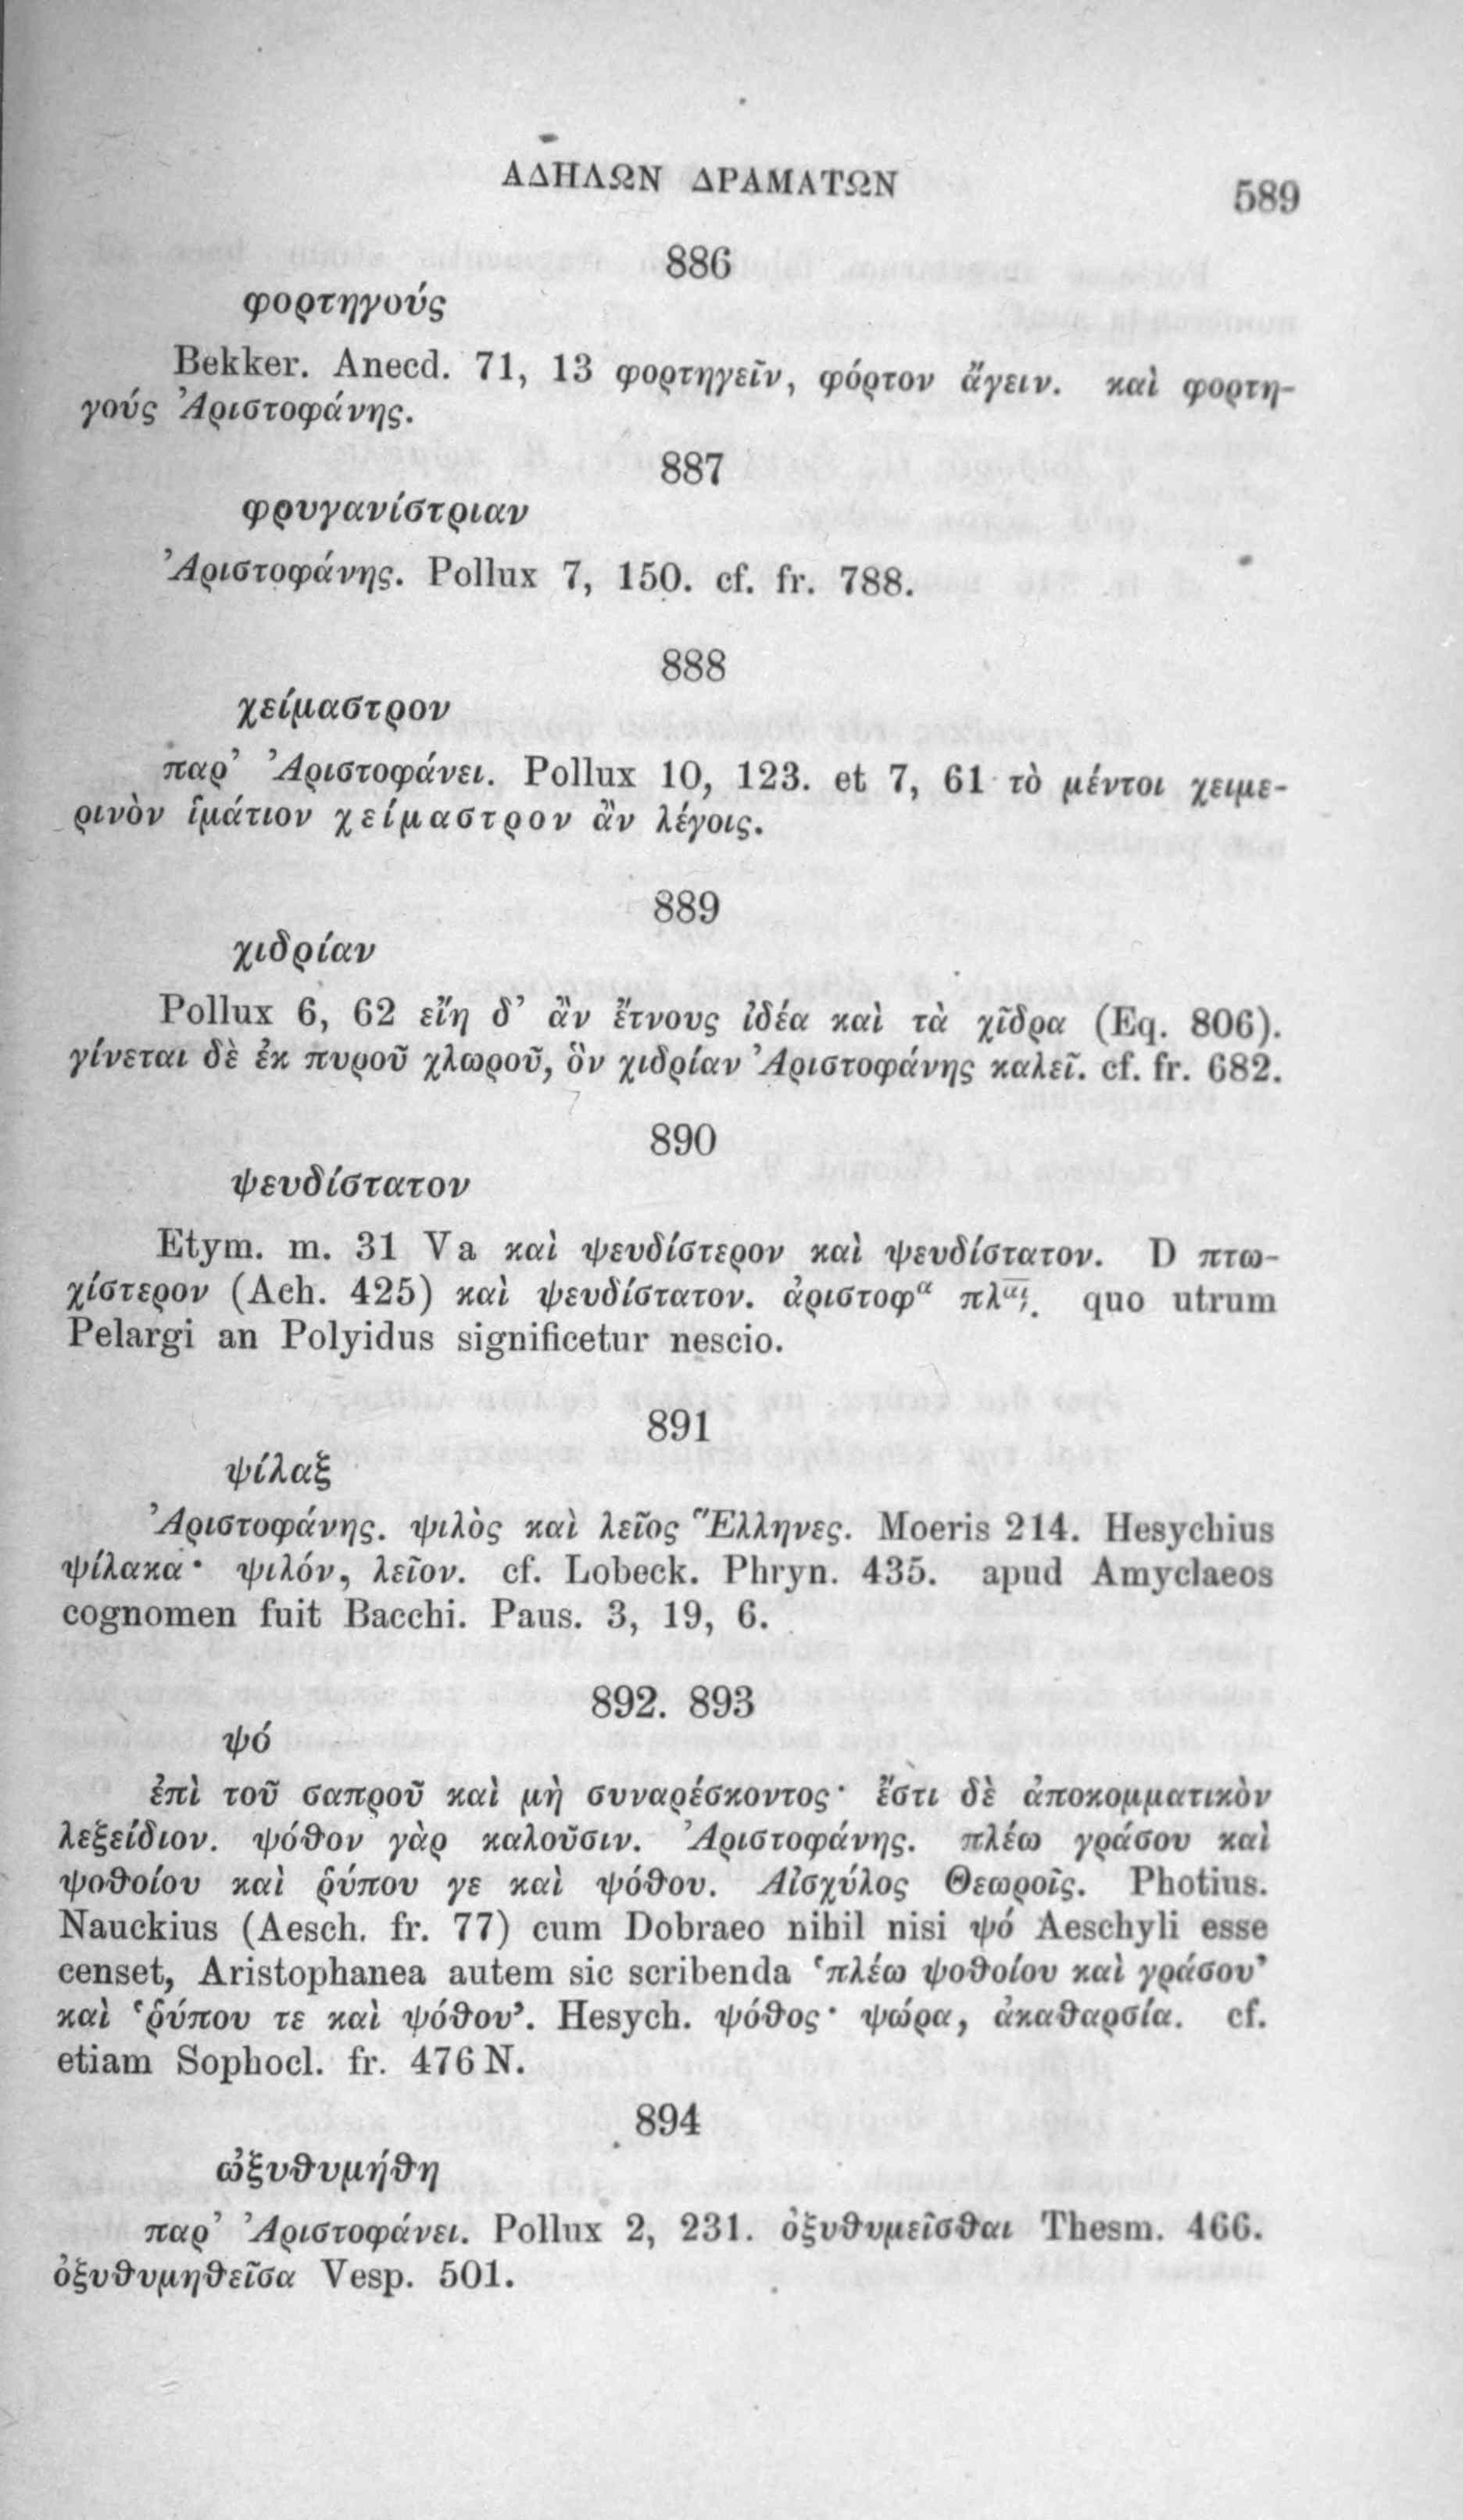 ΑΔΗΛΩΝ ΔΡΑΜΑΤΩΝ
589
886
φορτηγούς
Bekker. Anecd. 71, 13 φορτηγεῖν, φόρτον ἄγειν. καὶ φορτη-
γούς Ἀριστοφάνης.
887
φρυγανίστριαν
Ἀριστοφάνης. Pollux 7, 150. cf. fr. 788.
888
χείμαστρον
παρ’ Ἀριστοφάνει. Pollux 10, 123. et 7, 61 τὸ μέντοι χειμε-
ρινὸν ἱμάτιον χείμαστρον ἂν λέγοις.
889
χιδρίαν
Pollux 6, 62 εἴη δ’ ἂν ἔτνους ἰδέα καὶ τὰ χῖδρα (Eq. 806).
γίνεται δὲ ἐκ πυροῦ χλωροῦ, ὃν χιδρίαν Ἀριστοφάνης καλεῖ. cf. fr. 682.
890
ψευδίστατον
Etym. m. 31 Va καὶ ψευδίστερον καὶ ψευδίστατον. D πτω-
χίστερον (Ach. 425) καὶ ψευδίστατον. ἀριστοφᵅ quo utrum
Pelargi an Polyidus significetur nescio.
891
ψίλαξ
Ἀριστοφάνης. ψιλὸς καὶ λεῖος Ἕλληνες. Moeris 214. Hesychius
ψίλακα· ψιλόν, λεῖον. cf. Lobeck. Phryn. 435. apud Amyclaeos
cognomen fuit Bacchi. Paus. 3, 19, 6.
892. 893
ψό
ἐπὶ τοῦ σαπροῦ καὶ μὴ συναρέσκοντος· ἔστι δὲ ἀποκομματικὸν
λεξείδιον. ψόθον γὰρ καλοῦσιν. Ἀριστοφάνης. πλέω γράσου καὶ
ψοθοίου καὶ ῥύπου γε καὶ ψόθου. Αἰσχύλος Θεωροῖς. Photius.
Nauckius (Aesch. fr. 77) cum Dobraeo nihil nisi ψό Aeschyli esse
censet, Aristophanea autem sic scribenda ‘πλέω ψοθοίου καὶ γράσου’
καὶ ‘ῥύπου τε καὶ ψόθου’. Hesych. ψόθος· ψώρα, ἀκαθαρσία. cf.
etiam Sophocl. fr. 476 N.
894
ὠξυθυμήθη
παρ’ Ἀριστοφάνει. Pollux 2, 231. ὀξυθυμεῖσθαι Thesm. 466.
ὀξυθυμηθεῖσα Vesp. 501.